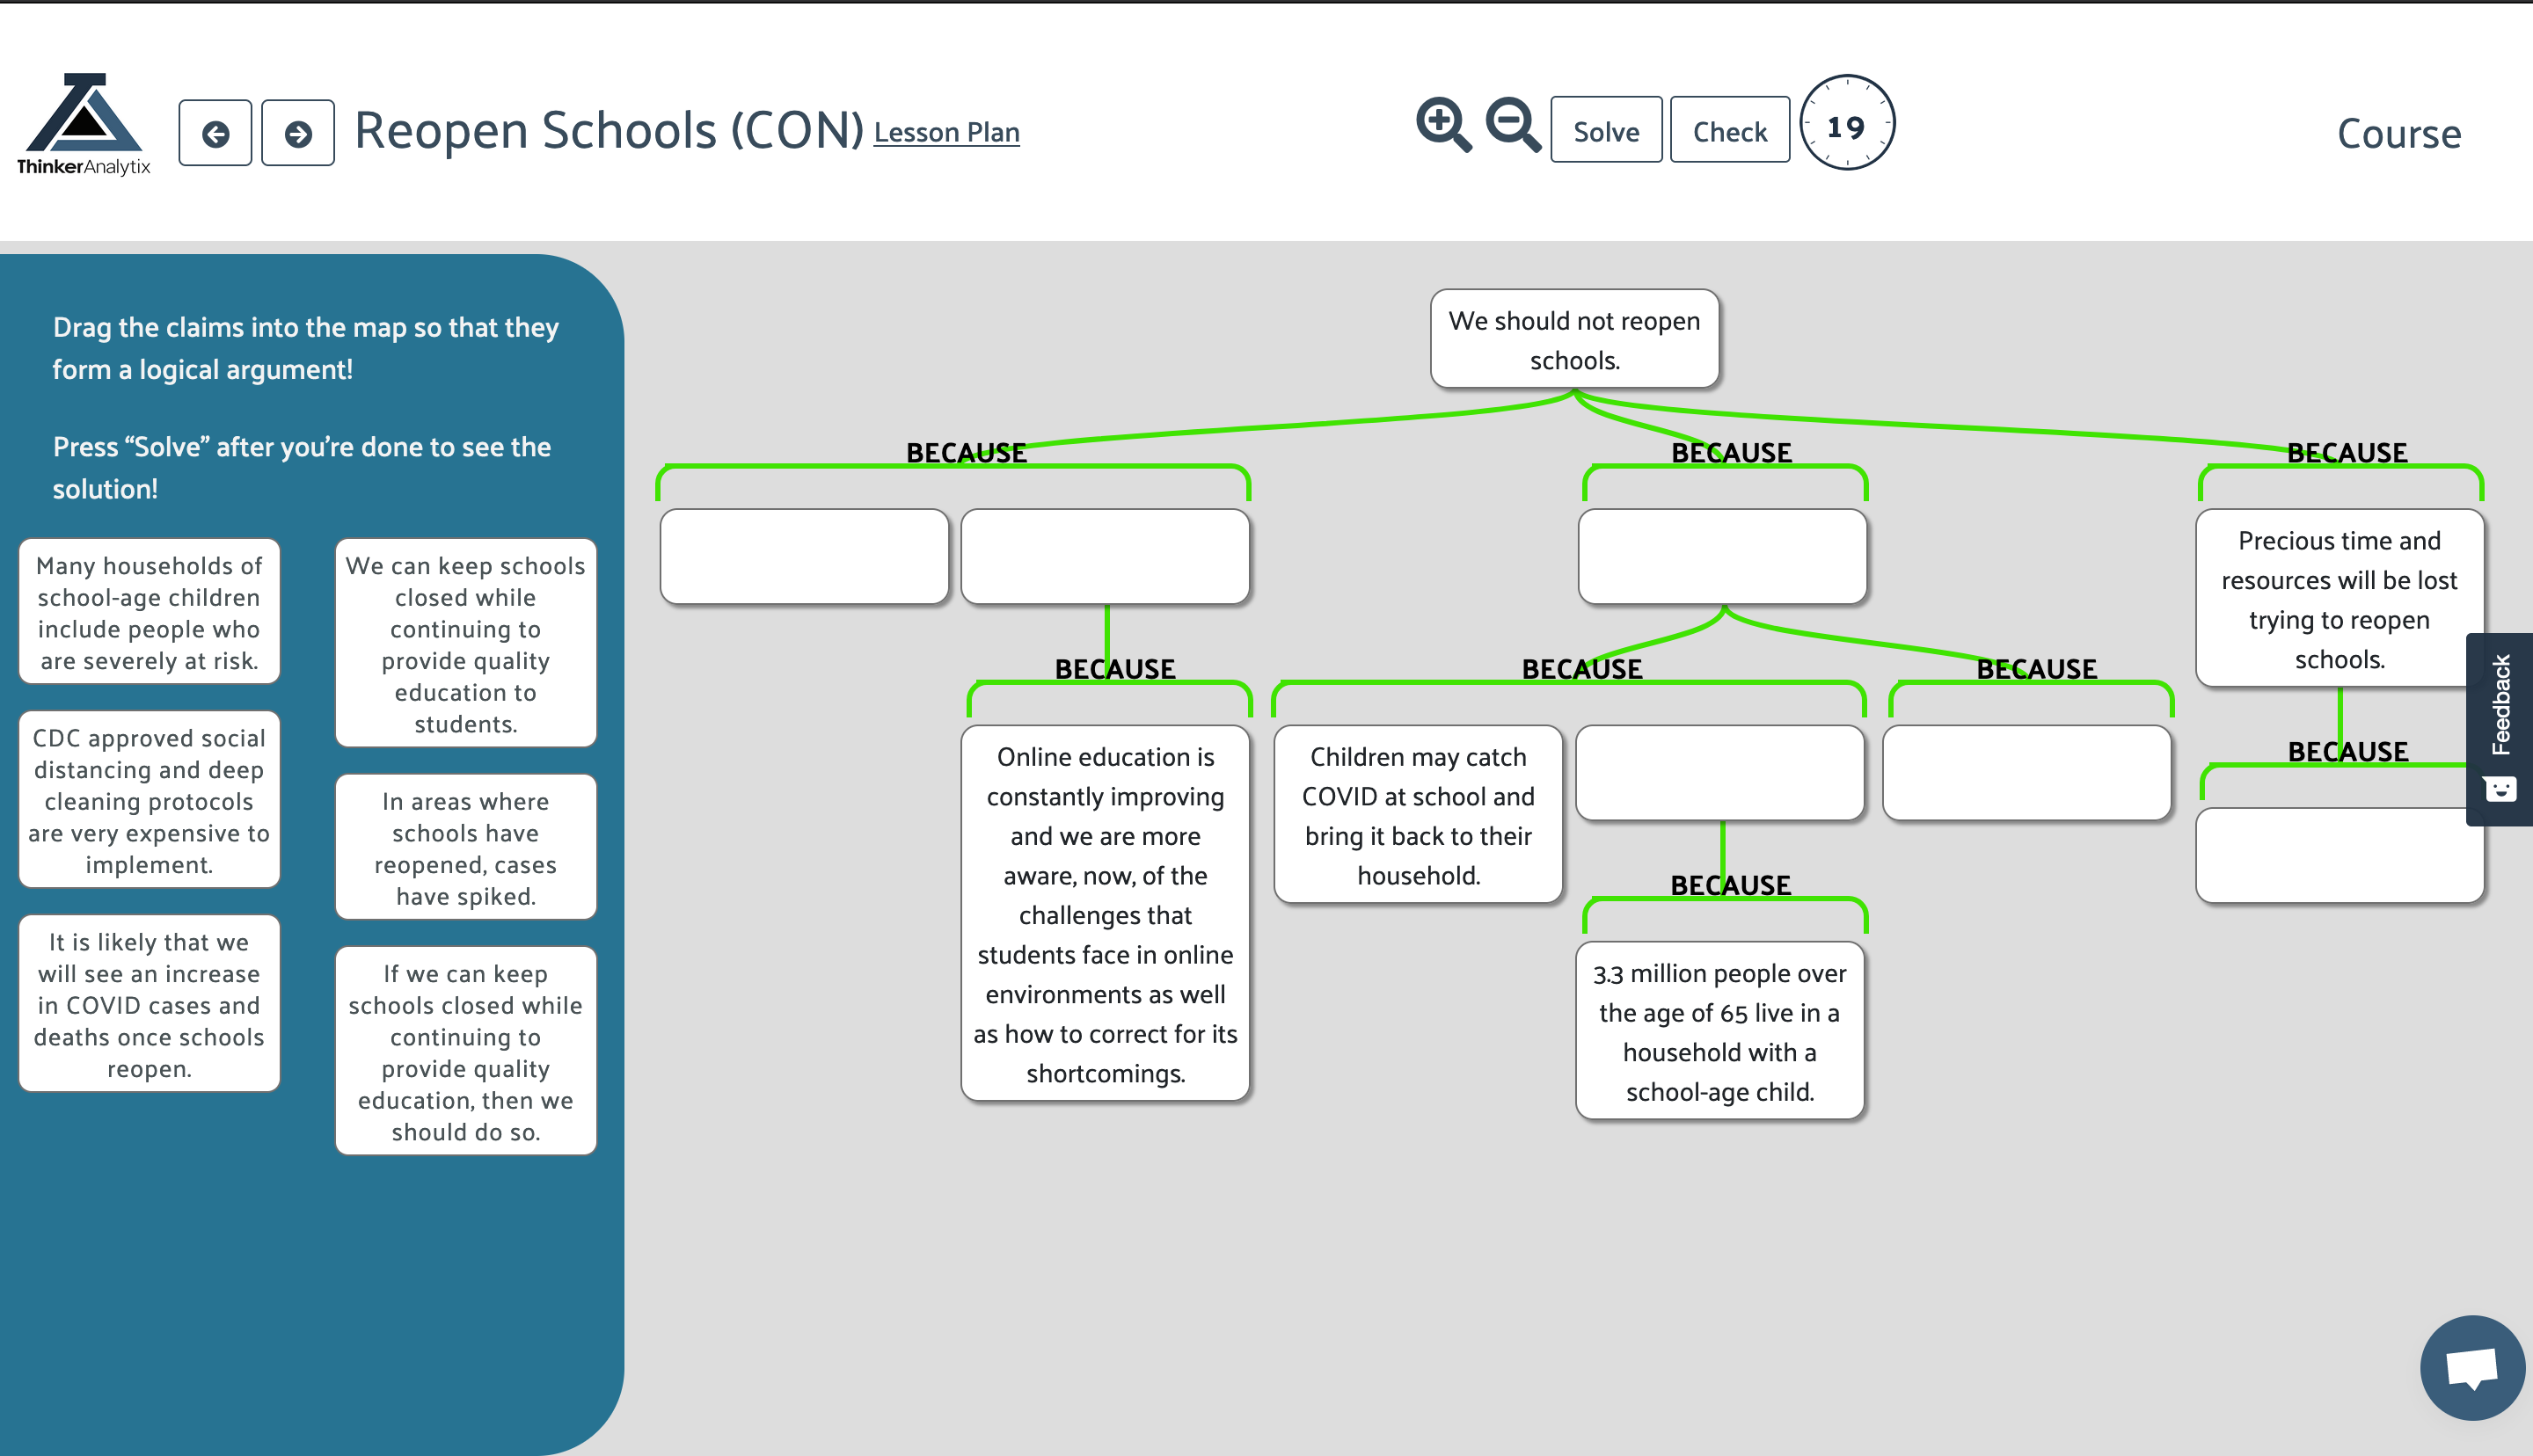 ThinkerAnalytix
Reopen Schools (CON) Lesson Plan
Solve
Check
19
Course
Drag the claims into the map so that they
form a logical argument!
Press “Solve” after you’re done to see the
solution!
Many households of
school-age children
include people who
are severely at risk.
CDC approved social
distancing and deep
cleaning protocols
are very expensive to
implement.
It is likely that we
will see an increase
in COVID cases and
deaths once schools
reopen.
We can keep schools
closed while
continuing to
provide quality
education to
students.
In areas where
schools have
reopened, cases
have spiked.
If we can keep
schools closed while
continuing to
provide quality
education, then we
should do so.
We should not reopen
schools.
BECAUSE
BECAUSE
BECAUSE
Precious time and
resources will be lost
trying to reopen
schools.
BECAUSE
BECAUSE
BECAUSE
BECAUSE
Online education is
constantly improving
and we are more
aware, now, of the
challenges that
students face in online
environments as well
as how to correct for its
shortcomings.
Children may catch
COVID at school and
bring it back to their
household.
BECAUSE
3.3 million people over
the age of 65 live in a
household with a
school-age child.
Feedback